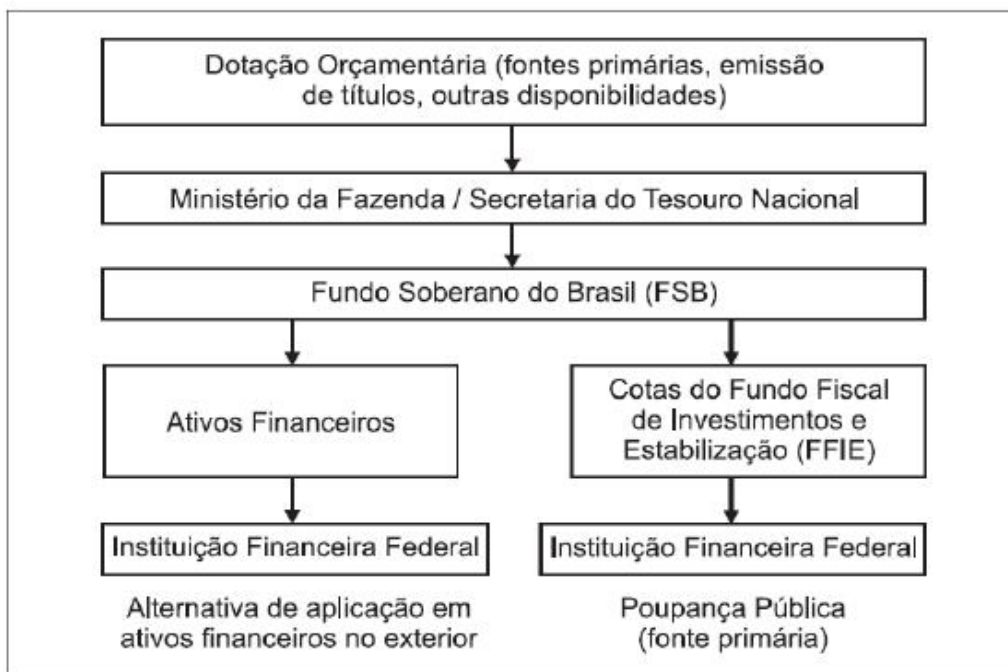 Dotação Orçamentária (fontes primárias, emissão
de títulos, outras disponibilidades)
Ministério da Fazenda / Secretaria do Tesouro Nacional
Fundo Soberano do Brasil (FSB)
Ativos Financeiros
Cotas do Fundo Fiscal
de Investimentos e
Estabilização (FFIE)
Instituição Financeira Federal
Instituição Financeira Federal
Alternativa de aplicação em
ativos financeiros no exterior
Poupança Pública
(fonte primária)